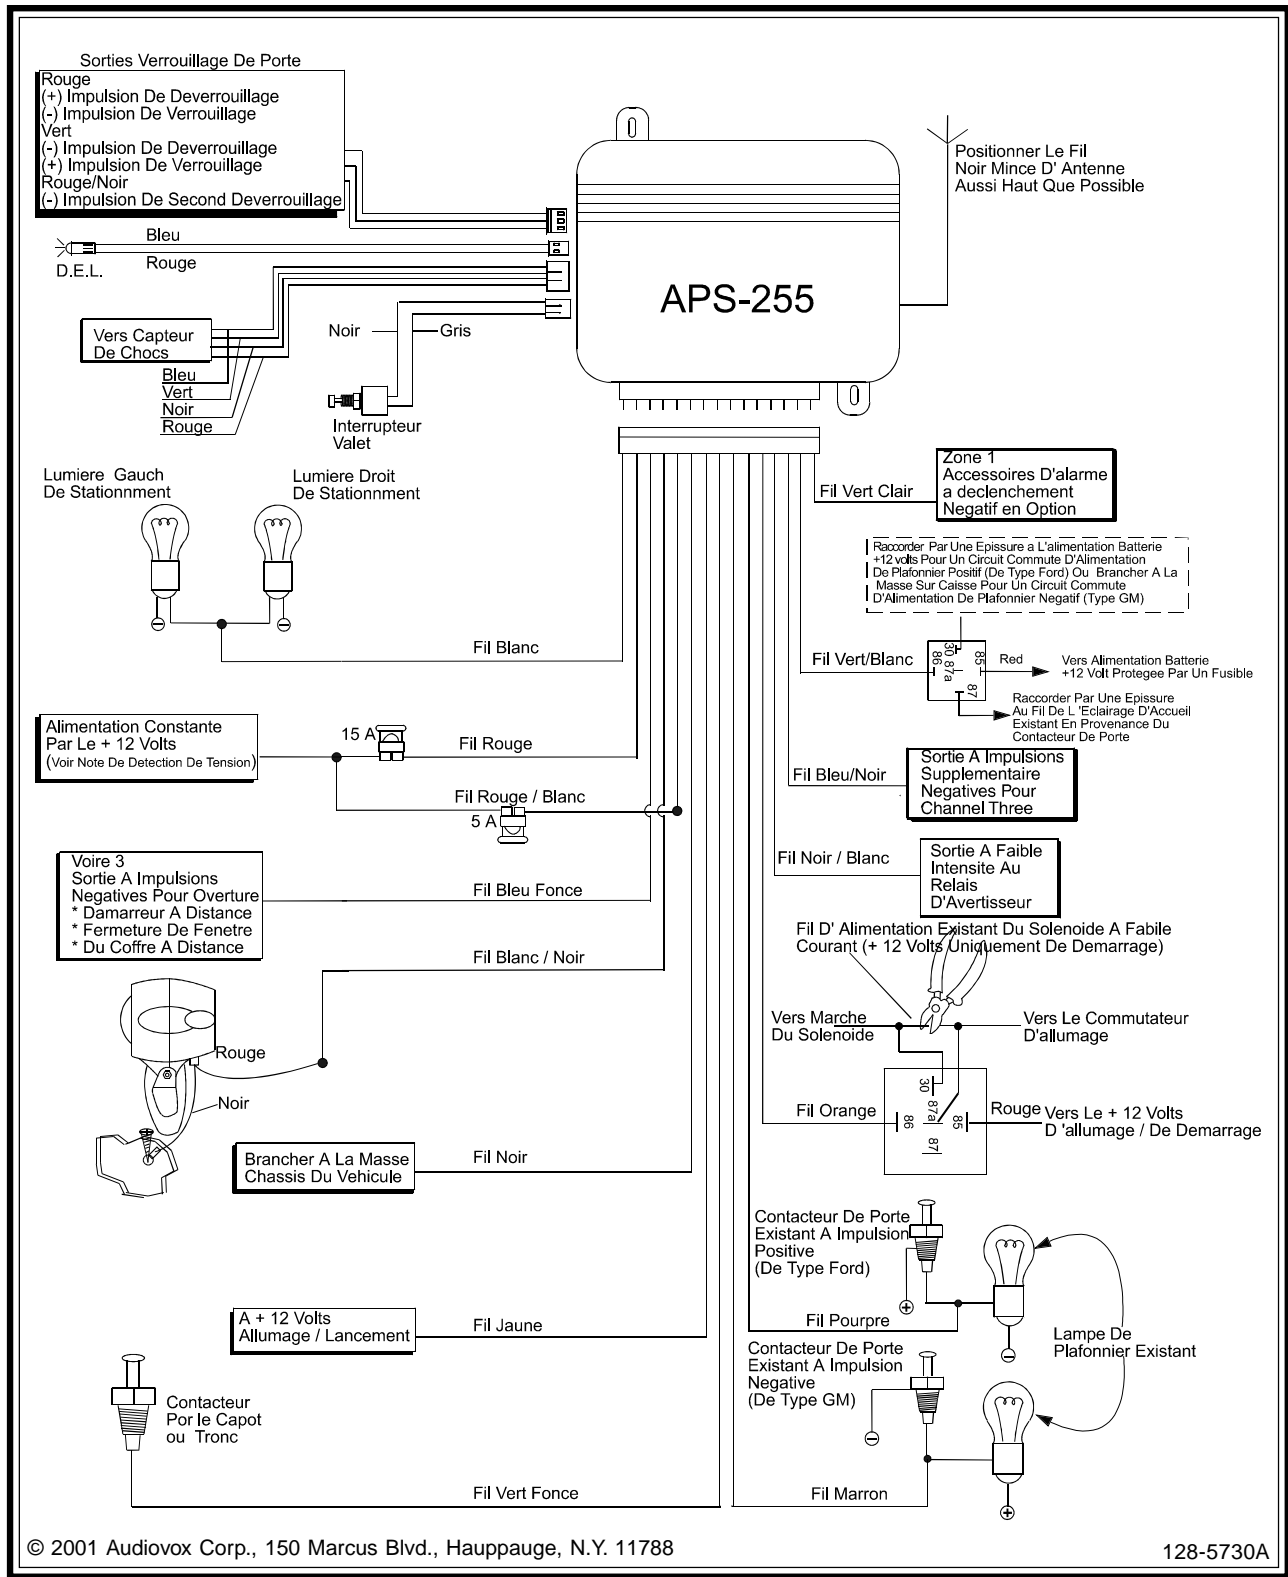 Sorties Verrouillage De Porte
Rouge
(+) Impulsion De Deverrouillage
(-) Impulsion De Verrouillage
Vert
(-) Impulsion De Deverrouillage
(+) Impulsion De Verrouillage
Rouge/Noir
(-) Impulsion De Second Deverrouillage
Positionner Le Fil
Noir Mince D' Antenne
Aussi Haut Que Possible
Bleu
Rouge
D.E.L.
APS-255
Vers Capteur
De Chocs
Bleu
Vert
Noir
Rouge
Noir
Gris
Interrupteur
Valet
Lumiere Gauch
De Stationnment
Lumiere Droit
De Stationnment
Fil Vert Clair
Zone 1
Accessoires D'alarme
a declenchement
Negatif en Option
Raccorder Par Une Epissure a L'alimentation Batterie
+12 volts Pour Un Circuit Commute D'Alimentation
De Plafonnier Positif (De Type Ford) Ou Brancher A La
Masse Sur Caisse Pour Un Circuit Commute
D'Alimentation De Plafonnier Negatif (Type GM)
Fil Blanc
Fil Vert/Blanc
86
30
87a
85
87
Red
Vers Alimentation Batterie
+12 Volt Protegee Par Un Fusible
Raccorder Par Une Epissure
Au Fil De L 'Eclairage D'Accueil
Existant En Provenance Du
Contacteur De Porte
Alimentation Constante
Par Le + 12 Volts
(Voir Note De Detection De Tension)
15 A
Fil Rouge
Fil Rouge / Blanc
5 A
Fil Bleu/Noir
Sortie A Impulsions
Supplementaire
Negatives Pour
Channel Three
Voire 3
Sortie A Impulsions
Negatives Pour Overture
* Damarreur A Distance
* Fermeture De Fenetre
* Du Coffre A Distance
Fil Bleu Fonce
Fil Noir / Blanc
Sortie A Faible
Intensite Au
Relais
D'Avertisseur
Fil D' Alimentation Existant Du Solenoide A Fabile
Courant (+ 12 Volts Uniquement De Demarrage)
Fil Blanc / Noir
Rouge
Noir
Vers Marche
Du Solenoide
Vers Le Commutateur
D'allumage
Fil Orange
86
30
87a
87
85
Rouge
Vers Le + 12 Volts
D 'allumage / De Demarrage
Brancher A La Masse
Chassis Du Vehicule
Fil Noir
Contacteur De Porte
Existant A Impulsion
Positive
(De Type Ford)
Fil Pourpre
A + 12 Volts
Allumage / Lancement
Fil Jaune
Contacteur De Porte
Existant A Impulsion
Negative
(De Type GM)
Lampe De
Plafonnier Existant
Contacteur
Por le Capot
ou Tronc
Fil Vert Fonce
Fil Marron
© 2001 Audiovox Corp., 150 Marcus Blvd., Hauppauge, N.Y. 11788
128-5730A